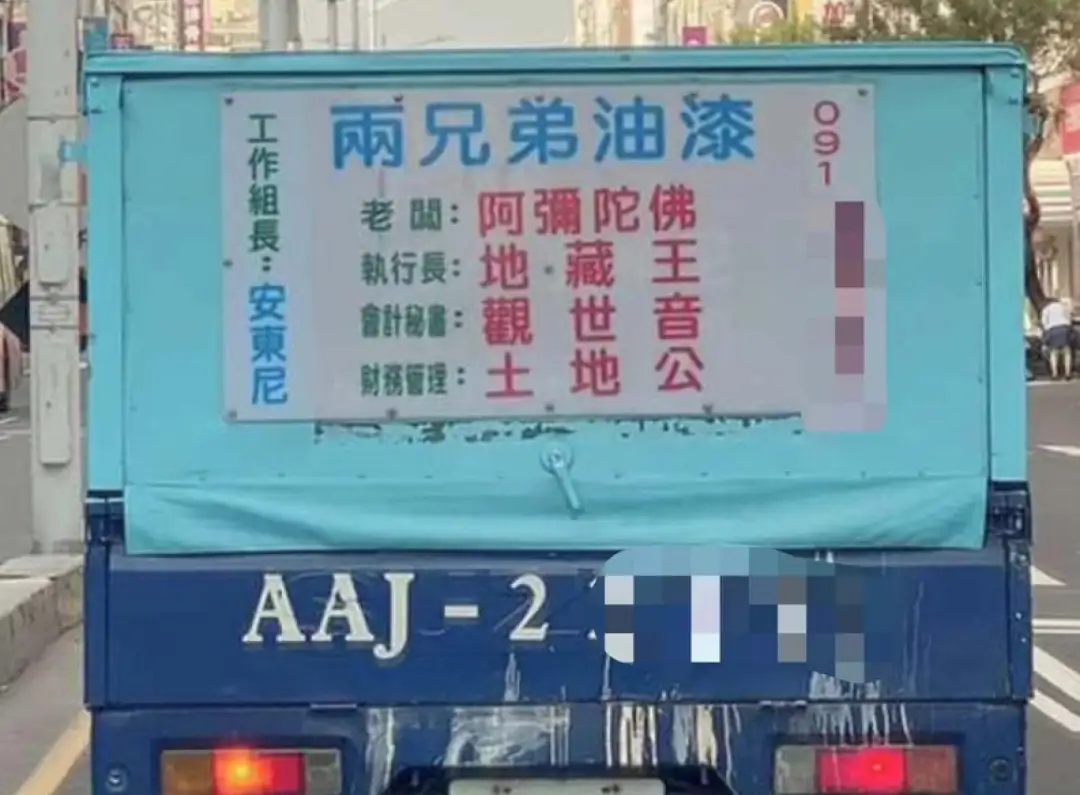 兩兄弟油漆
老闆：阿彌陀佛
執行長：地藏王
會計秘書：觀世音
財務管理：土地公
工作組長：安東尼
091
AAJ-2